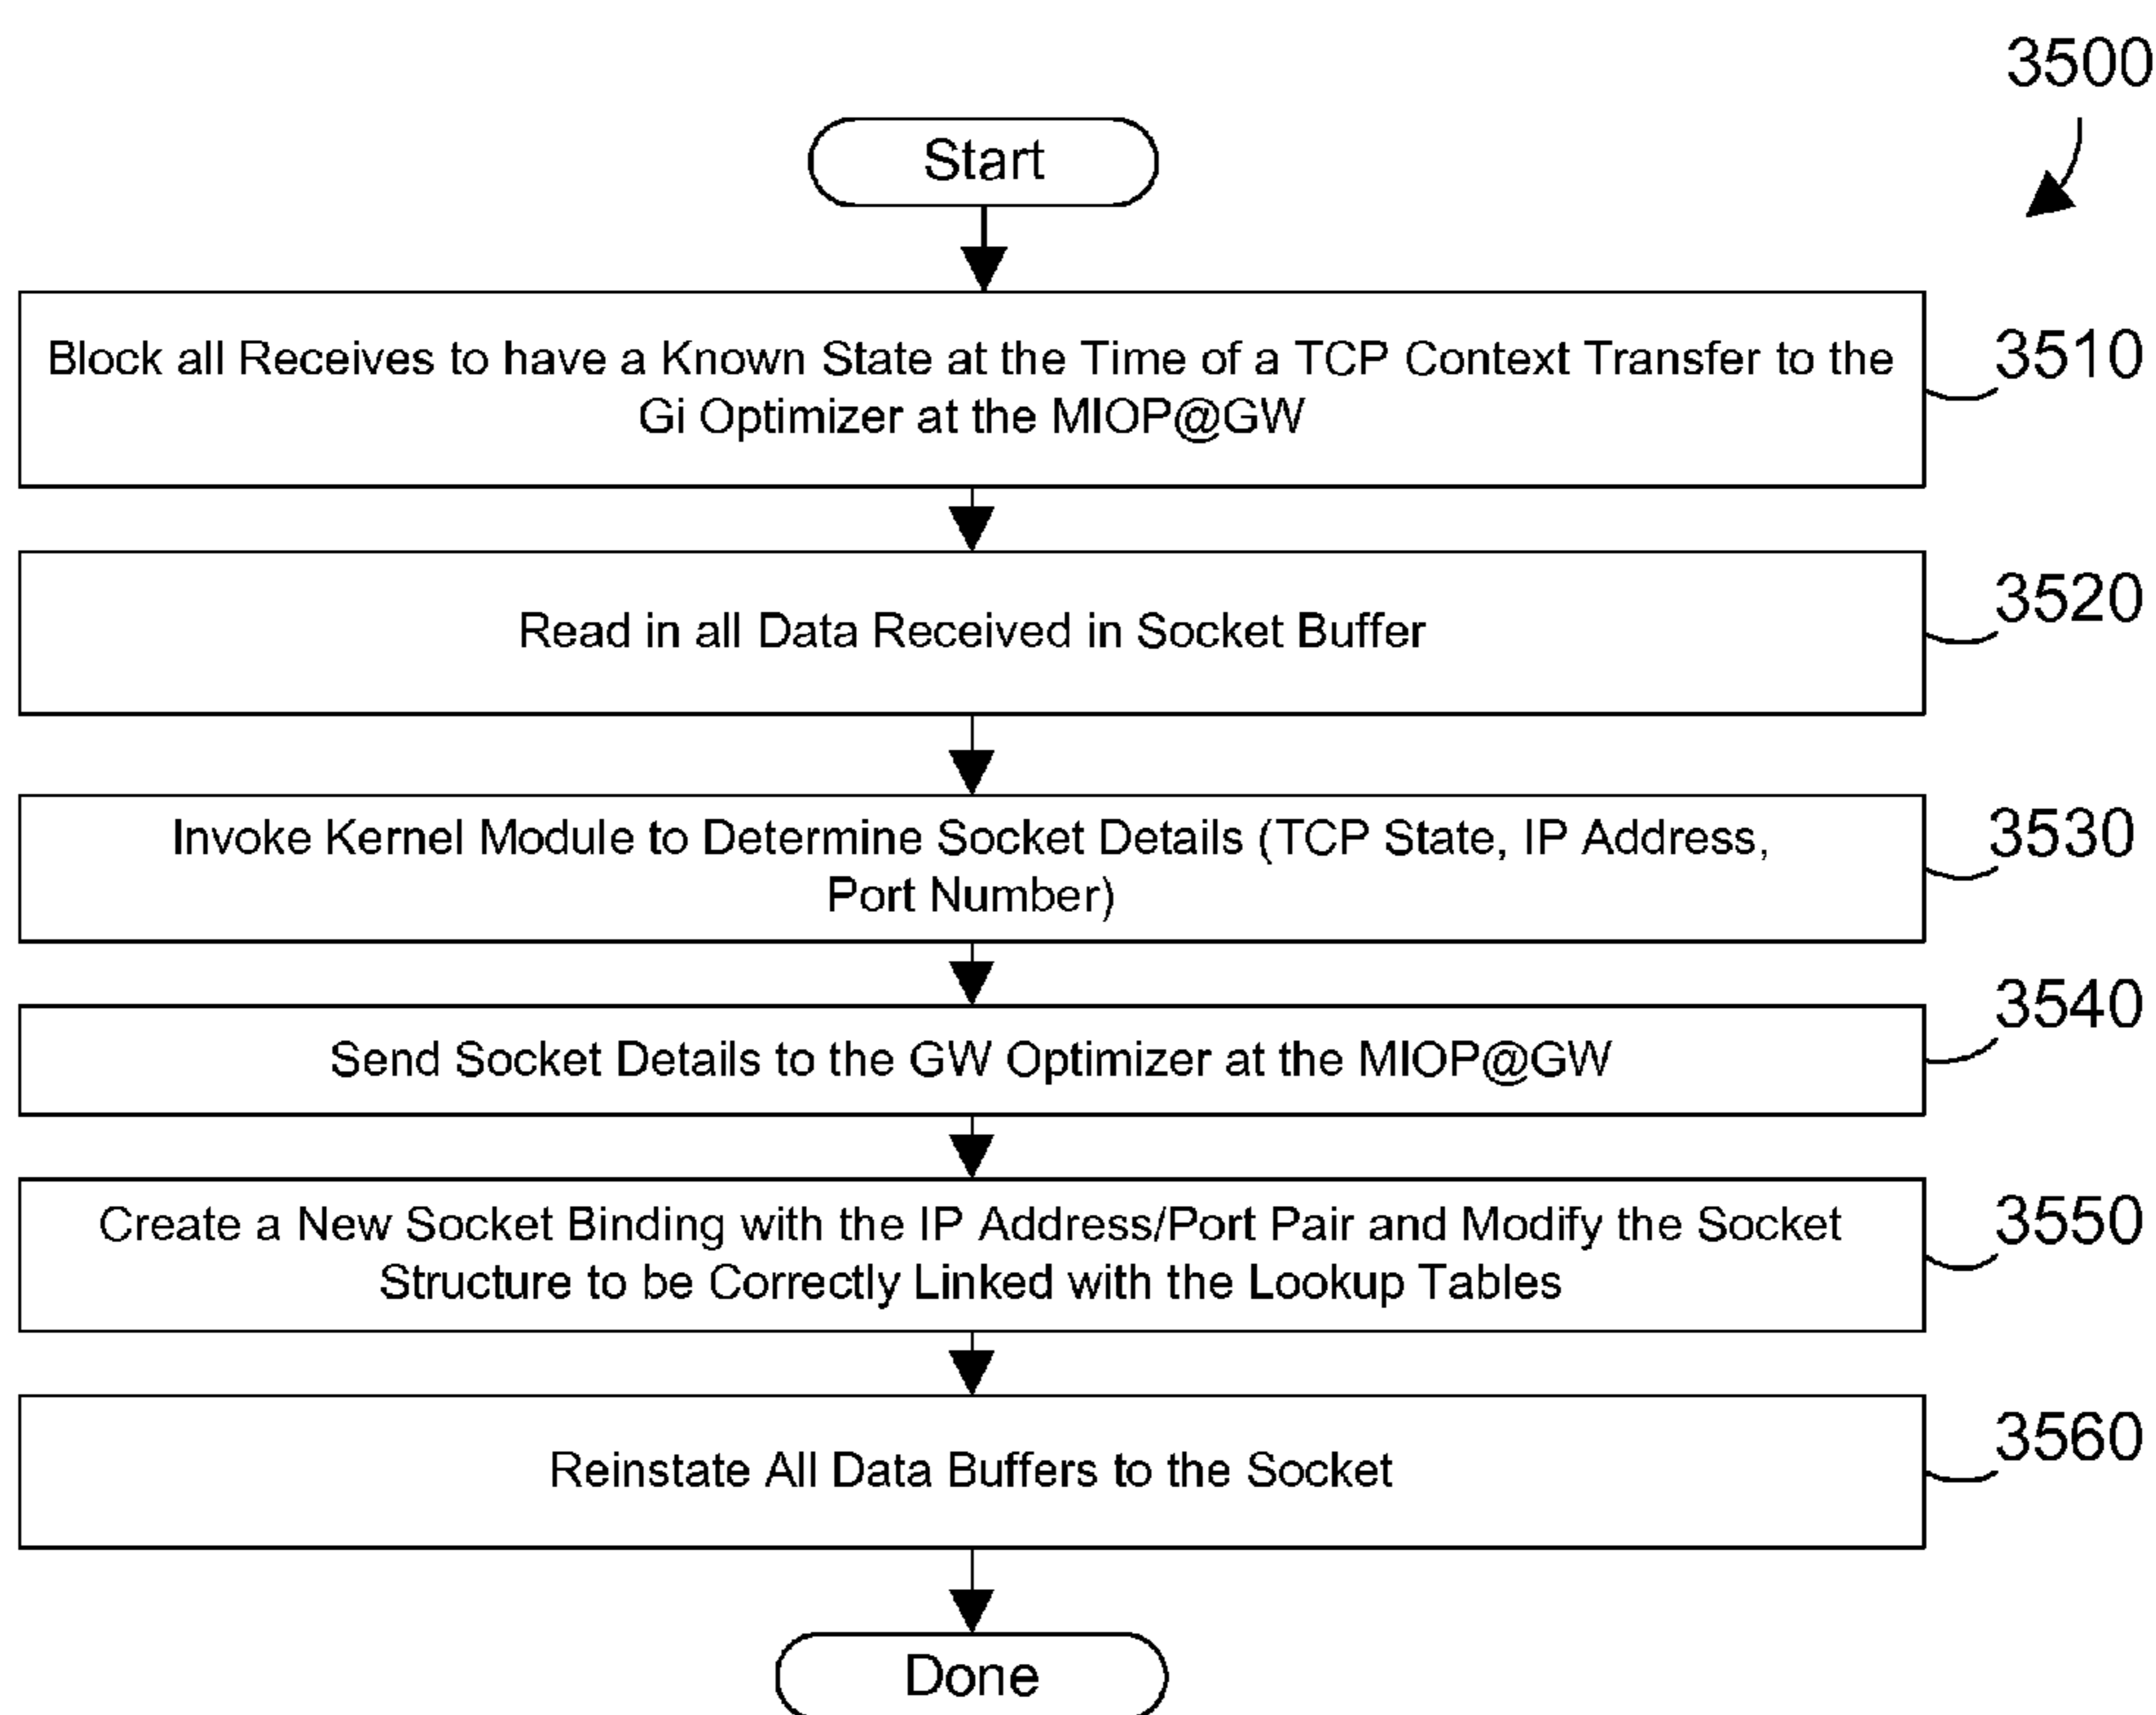 3500
Start
Block all Receives to have a Known State at the Time of a TCP Context Transfer to the
Gi Optimizer at the MIOP@GW
3510
Read in all Data Received in Socket Buffer
3520
Invoke Kernel Module to Determine Socket Details (TCP State, IP Address,
Port Number)
3530
Send Socket Details to the GW Optimizer at the MIOP@GW
3540
Create a New Socket Binding with the IP Address/Port Pair and Modify the Socket
Structure to be Correctly Linked with the Lookup Tables
3550
Reinstate All Data Buffers to the Socket
3560
Done